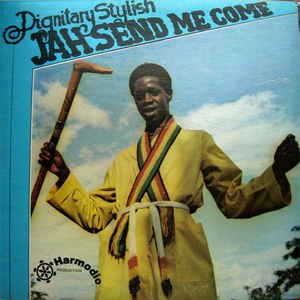 Dignitary Stylish
JAH SEND ME COME
Harmodio
PRODUCTION